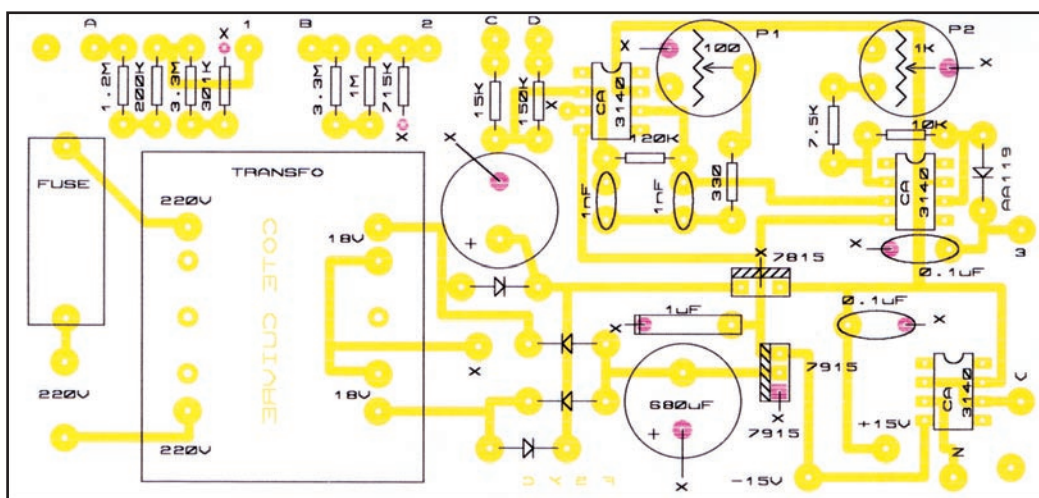 A
1
B
2
C
D
X
P1
P2
X
100
X
1K
X
1.2M
200K
3.3M
301K
3.3M
1M
715K
X
15K
150K
X
CA
3140
120K
7.5K
10K
AA119
FUSE
TRANSFO
X
330
1nF
1nF
CA
3140
220V
18V
+
X
7815
X
0.1uF
3
COTE CUIVRE
1uF
X
0.1uF
X
X
7915
220V
18V
680uF
+
X
7915
CA
3140
V
+15V
220V
X
-15V
N
F5YD